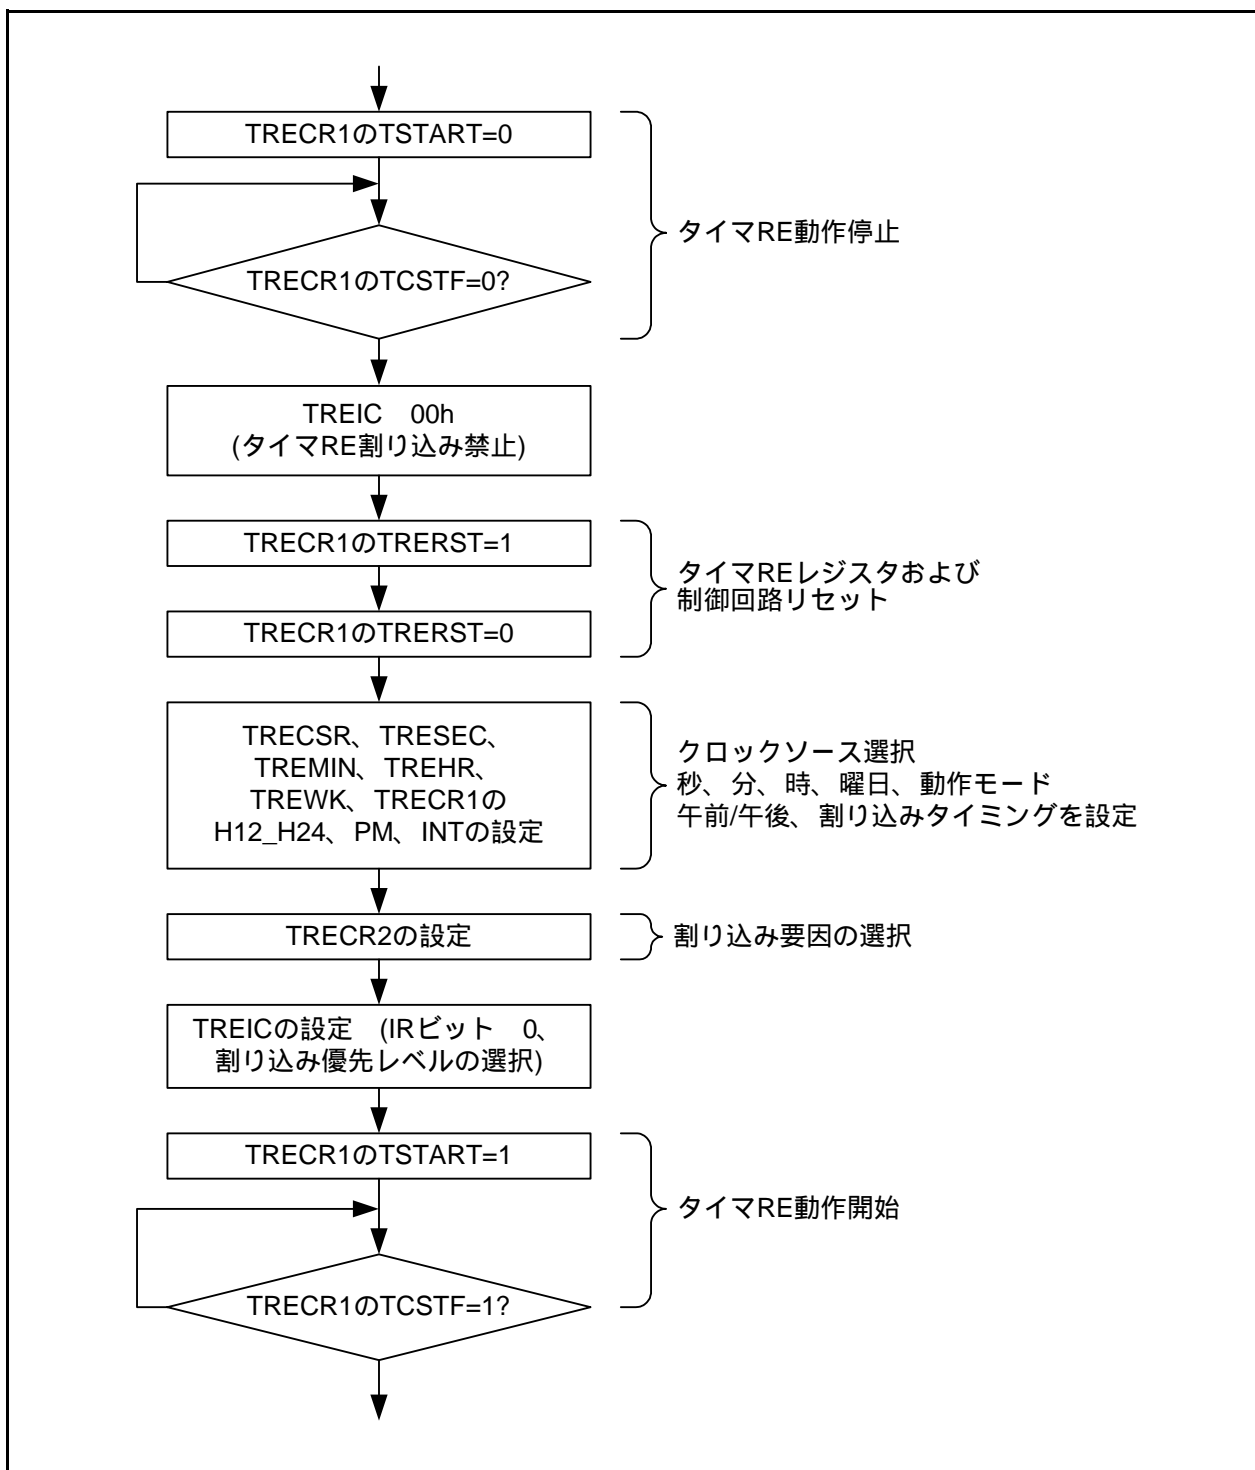 TRECR1のTSTART=0
TRECR1のTCSTF=0?
タイマRE動作停止
TREIC　00h
(タイマRE割り込み禁止)
TRECR1のTRERST=1
TRECR1のTRERST=0
タイマREレジスタおよび
制御回路リセット
TRECSR、TRESEC、
TREMIN、TREHR、
TREWK、TRECR1の
H12_H24、PM、INTの設定
クロックソース選択
秒、分、時、曜日、動作モード
午前/午後、割り込みタイミングを設定
TRECR2の設定
割り込み要因の選択
TREICの設定　(IRビット　0、
割り込み優先レベルの選択)
TRECR1のTSTART=1
TRECR1のTCSTF=1?
タイマRE動作開始